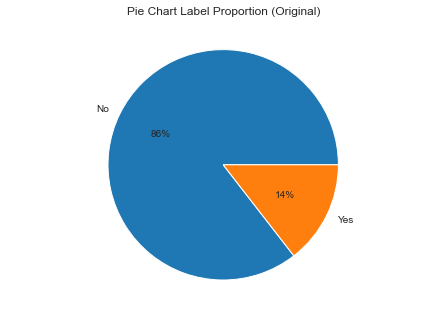 Pie Chart Label Proportion (Original)
No
86%
14%
Yes